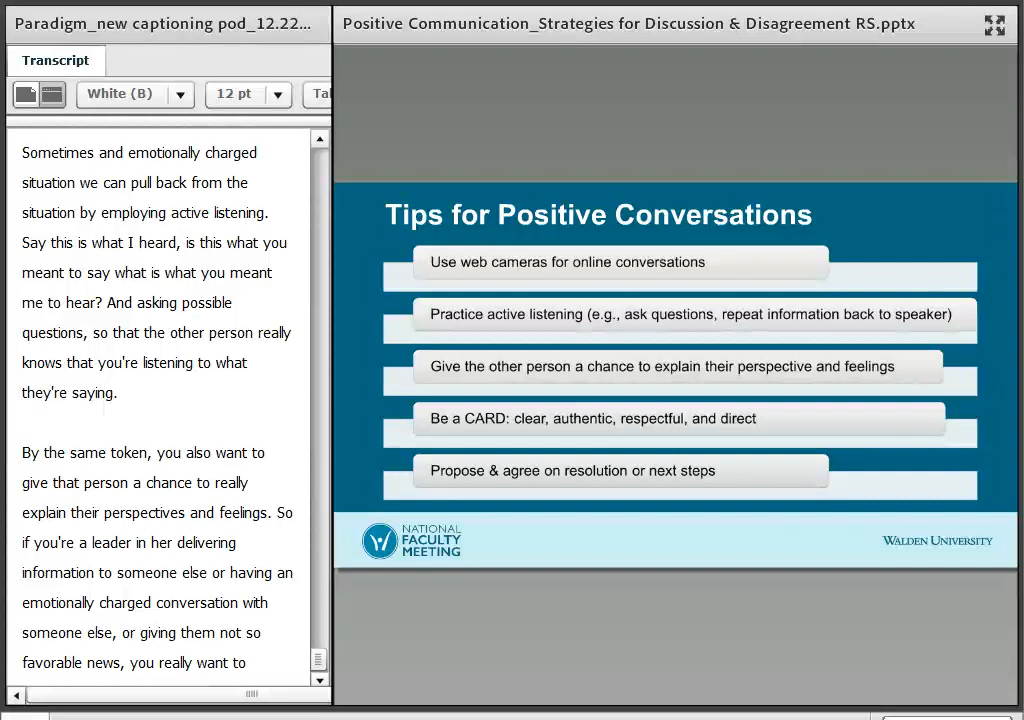 Paradigm_new captioning pod_12.22...
Transcript
White (B)
12 pt
Ta
Sometimes and emotionally charged
situation we can pull back from the
situation by employing active listening.
Say this is what I heard, is this what you
meant to say what is what you meant
me to hear? And asking possible
questions, so that the other person really
knows that you're listening to what
they're saying.
By the same token, you also want to
give that person a chance to really
explain their perspectives and feelings. So
if you're a leader in her delivering
information to someone else or having an
emotionally charged conversation with
someone else, or giving them not so
favorable news, you really want to
Positive Communication_Strategies for Discussion & Disagreement RS.pptx
Tips for Positive Conversations
Use web cameras for online conversations
Practice active listening (e.g., ask questions, repeat information back to speaker)
Give the other person a chance to explain their perspective and feelings
Be a CARD: clear, authentic, respectful, and direct
Propose & agree on resolution or next steps
NATIONAL
FACULTY
MEETING
WALDEN UNIVERSITY